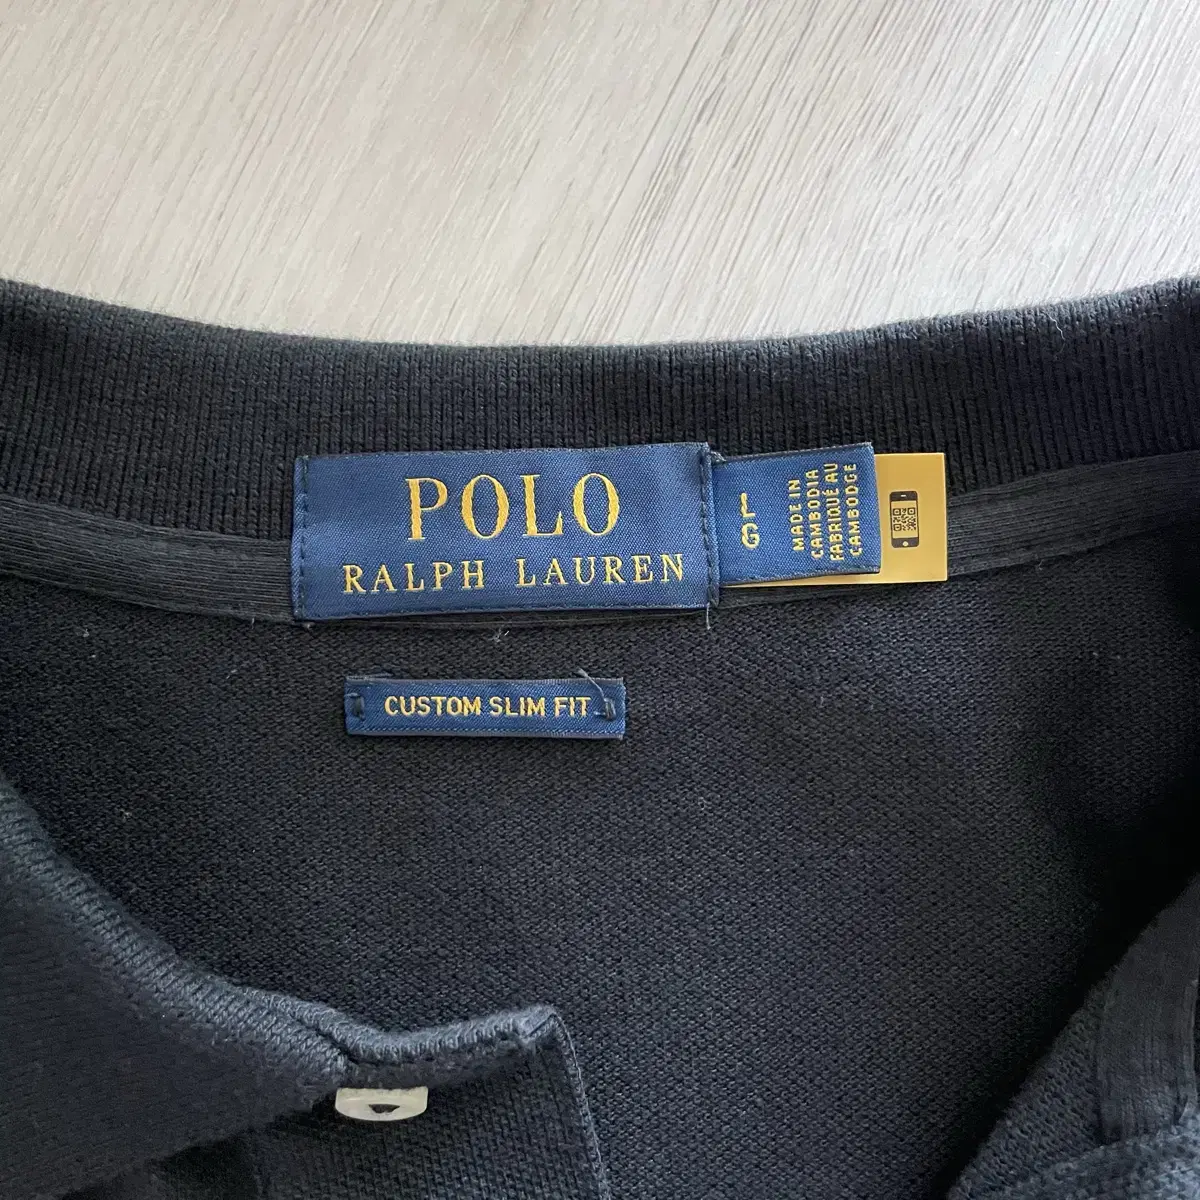 POLO
RALPH LAUREN
L
G
MADE IN
CAMBODIA
FABRIQUÉ AU
CAMBODGE
CUSTOM SLIM FIT